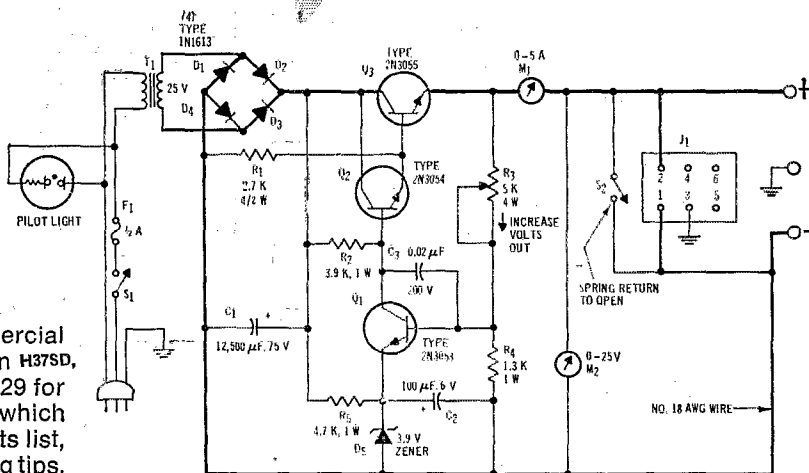 (4)
TYPE
1N1613
T1
25 V
D1
D2
D4
D3
Q3
TYPE
2N3055
0-5 A
M1
+
J1
2 4 6
1 3 5
R1
2.7 K
1/2 W
Q2
TYPE
2N3054
R3
5 K
4 W
INCREASE
VOLTS
OUT
S2
SPRING RETURN
TO OPEN
PILOT LIGHT
F1
1/2 A
S1
R2
3.9 K, 1 W
C3 0.02 µF
200 V
Q1
TYPE
2N3053
C1 +
12,500 µF, 75 V
R4
1.3 K
1 W
0-25V
M2
100 µF, 6 V
+ C2
R5
4.7 K, 1 W
D5
3.9 V
ZENER
NO. 18 AWG WIRE
-
ercial
n H37SD,
29 for
which
ts list,
g tips.